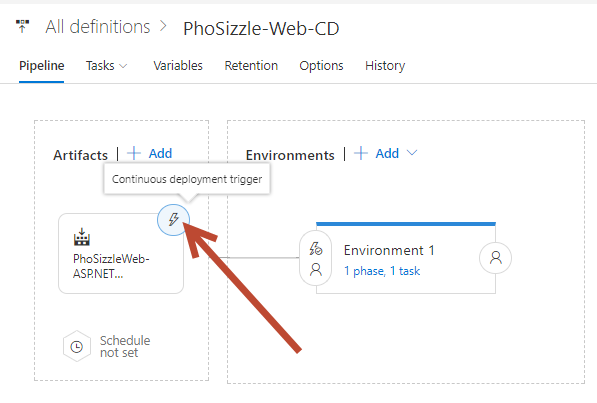 All definitions > PhoSizzle-Web-CD
Pipeline Tasks Variables Retention Options History
Artifacts | + Add
Environments | + Add
Continuous deployment trigger
PhoSizzleWeb-
ASP.NET...
Environment 1
1 phase, 1 task
Schedule
not set